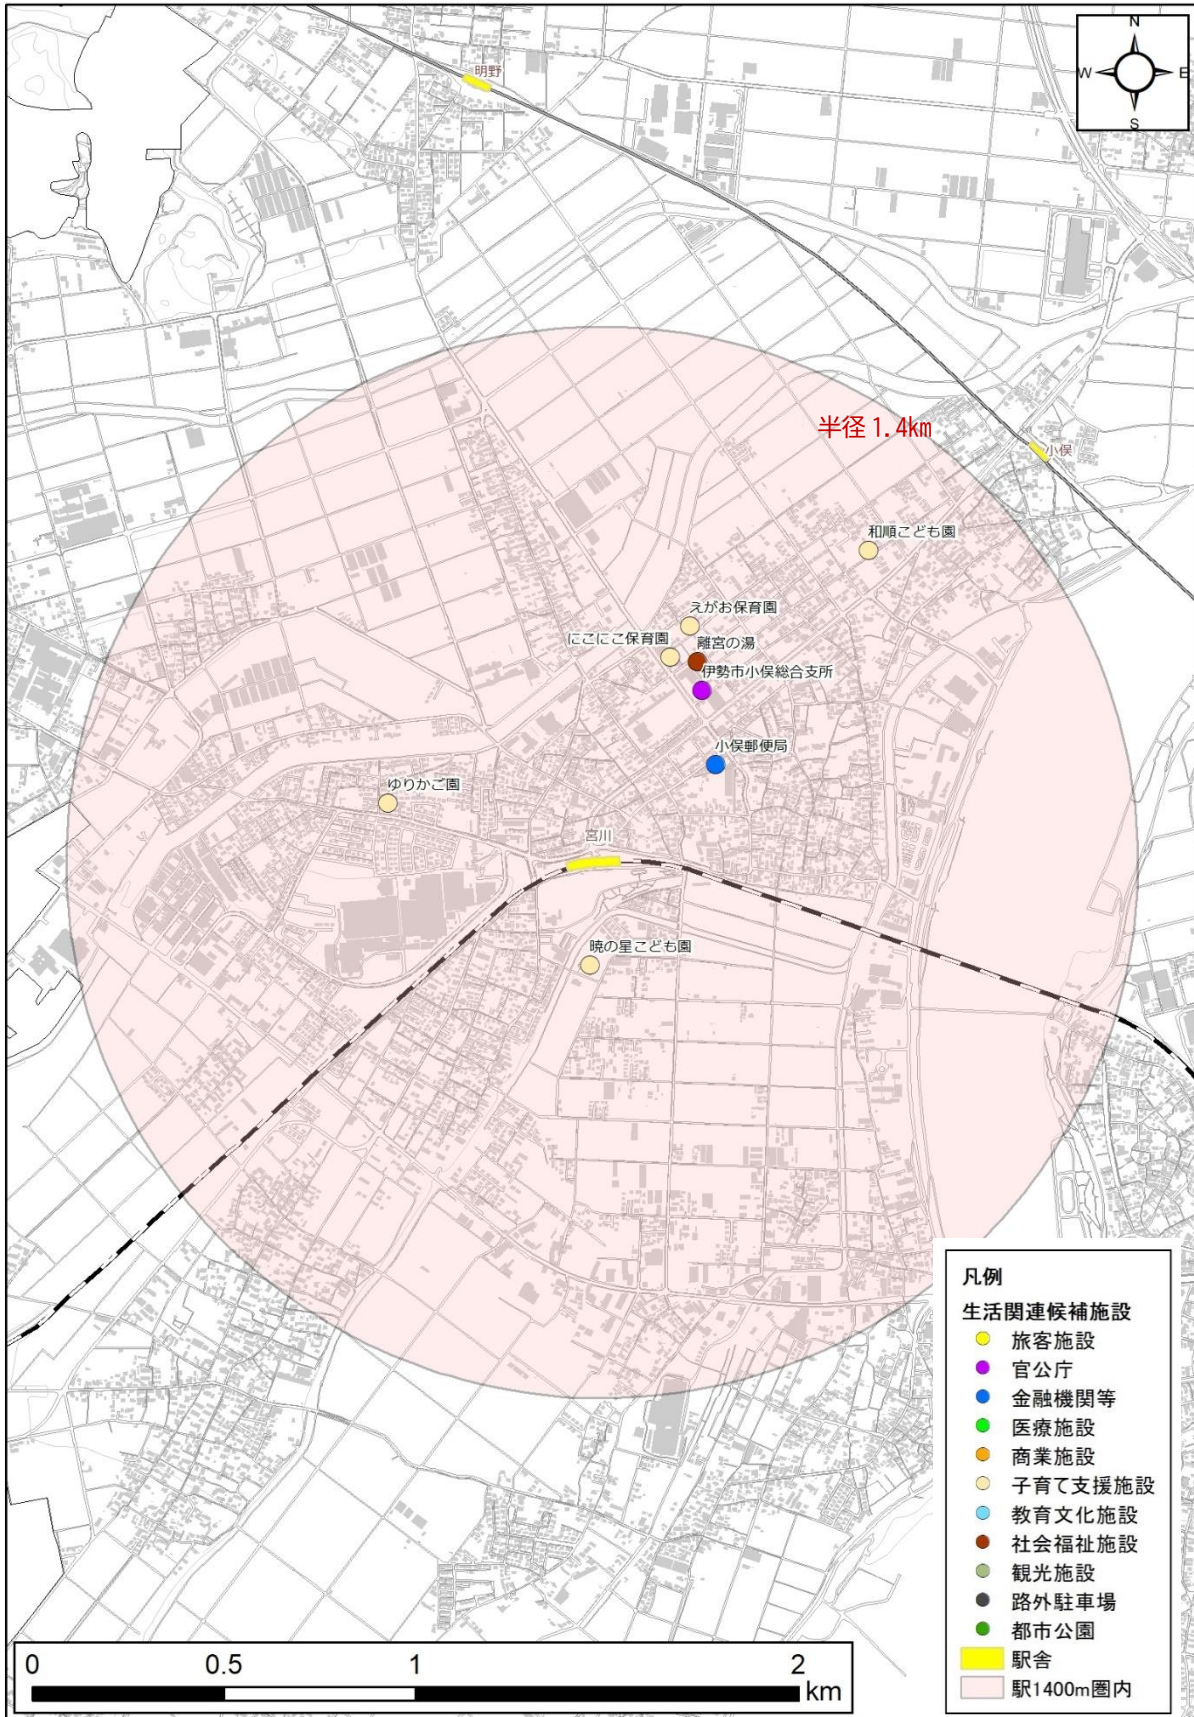 N
W
E
S
明野
半径1.4km
小俣
和順こども園
えがお保育園
にこにこ保育園
離宮の湯
伊勢市小俣総合支所
小俣郵便局
ゆりかご園
宮川
暁の星こども園
凡例
生活関連候補施設
旅客施設
官公庁
金融機関等
医療施設
商業施設
子育て支援施設
教育文化施設
社会福祉施設
観光施設
路外駐車場
都市公園
駅舎
駅1400m圏内
0 0.5 1 2
km